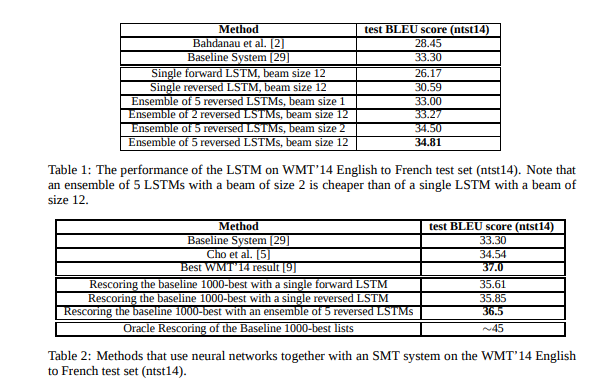 Method test BLEU score (ntst14)
Bahdanau et al. [2] 28.45
Baseline System [29] 33.30
Single forward LSTM, beam size 12 26.17
Single reversed LSTM, beam size 12 30.59
Ensemble of 5 reversed LSTMs, beam size 1 33.00
Ensemble of 2 reversed LSTMs, beam size 12 33.27
Ensemble of 5 reversed LSTMs, beam size 2 34.50
Ensemble of 5 reversed LSTMs, beam size 12 34.81
Table 1: The performance of the LSTM on WMT'14 English to French test set (ntst14). Note that
an ensemble of 5 LSTMs with a beam of size 2 is cheaper than of a single LSTM with a beam of
size 12.
Method test BLEU score (ntst14)
Baseline System [29] 33.30
Cho et al. [5] 34.54
Best WMT'14 result [9] 37.0
Rescoring the baseline 1000-best with a single forward LSTM 35.61
Rescoring the baseline 1000-best with a single reversed LSTM 35.85
Rescoring the baseline 1000-best with an ensemble of 5 reversed LSTMs 36.5
Oracle Rescoring of the Baseline 1000-best lists ∼45
Table 2: Methods that use neural networks together with an SMT system on the WMT'14 English
to French test set (ntst14).